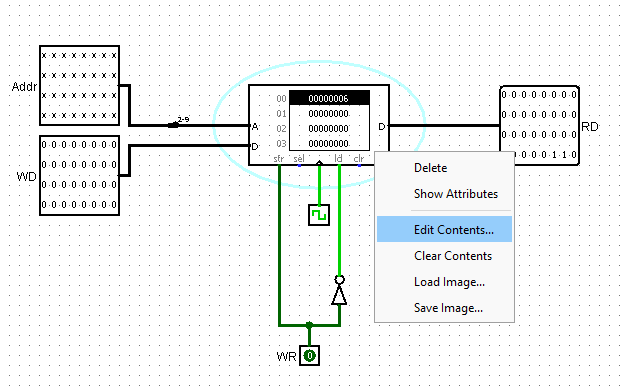 Addr
x x x x x x x x
x x x x x x x x
x x x x x x x x
x x x x x x x x
2-9
WD
0 0 0 0 0 0 0 0
0 0 0 0 0 0 0 0
0 0 0 0 0 0 0 0
0 0 0 0 0 0 0 0
00 00000006
01 00000000
02 00000000
03 00000000
A
D
D
str sel ld clr
0 0 0 0 0 0 0 0
0 0 0 0 0 0 0 0
0 0 0 0 0 0 0 0
0 0 0 0 0 1 1 0
RD
Delete
Show Attributes
Edit Contents...
Clear Contents
Load Image...
Save Image...
WR 0